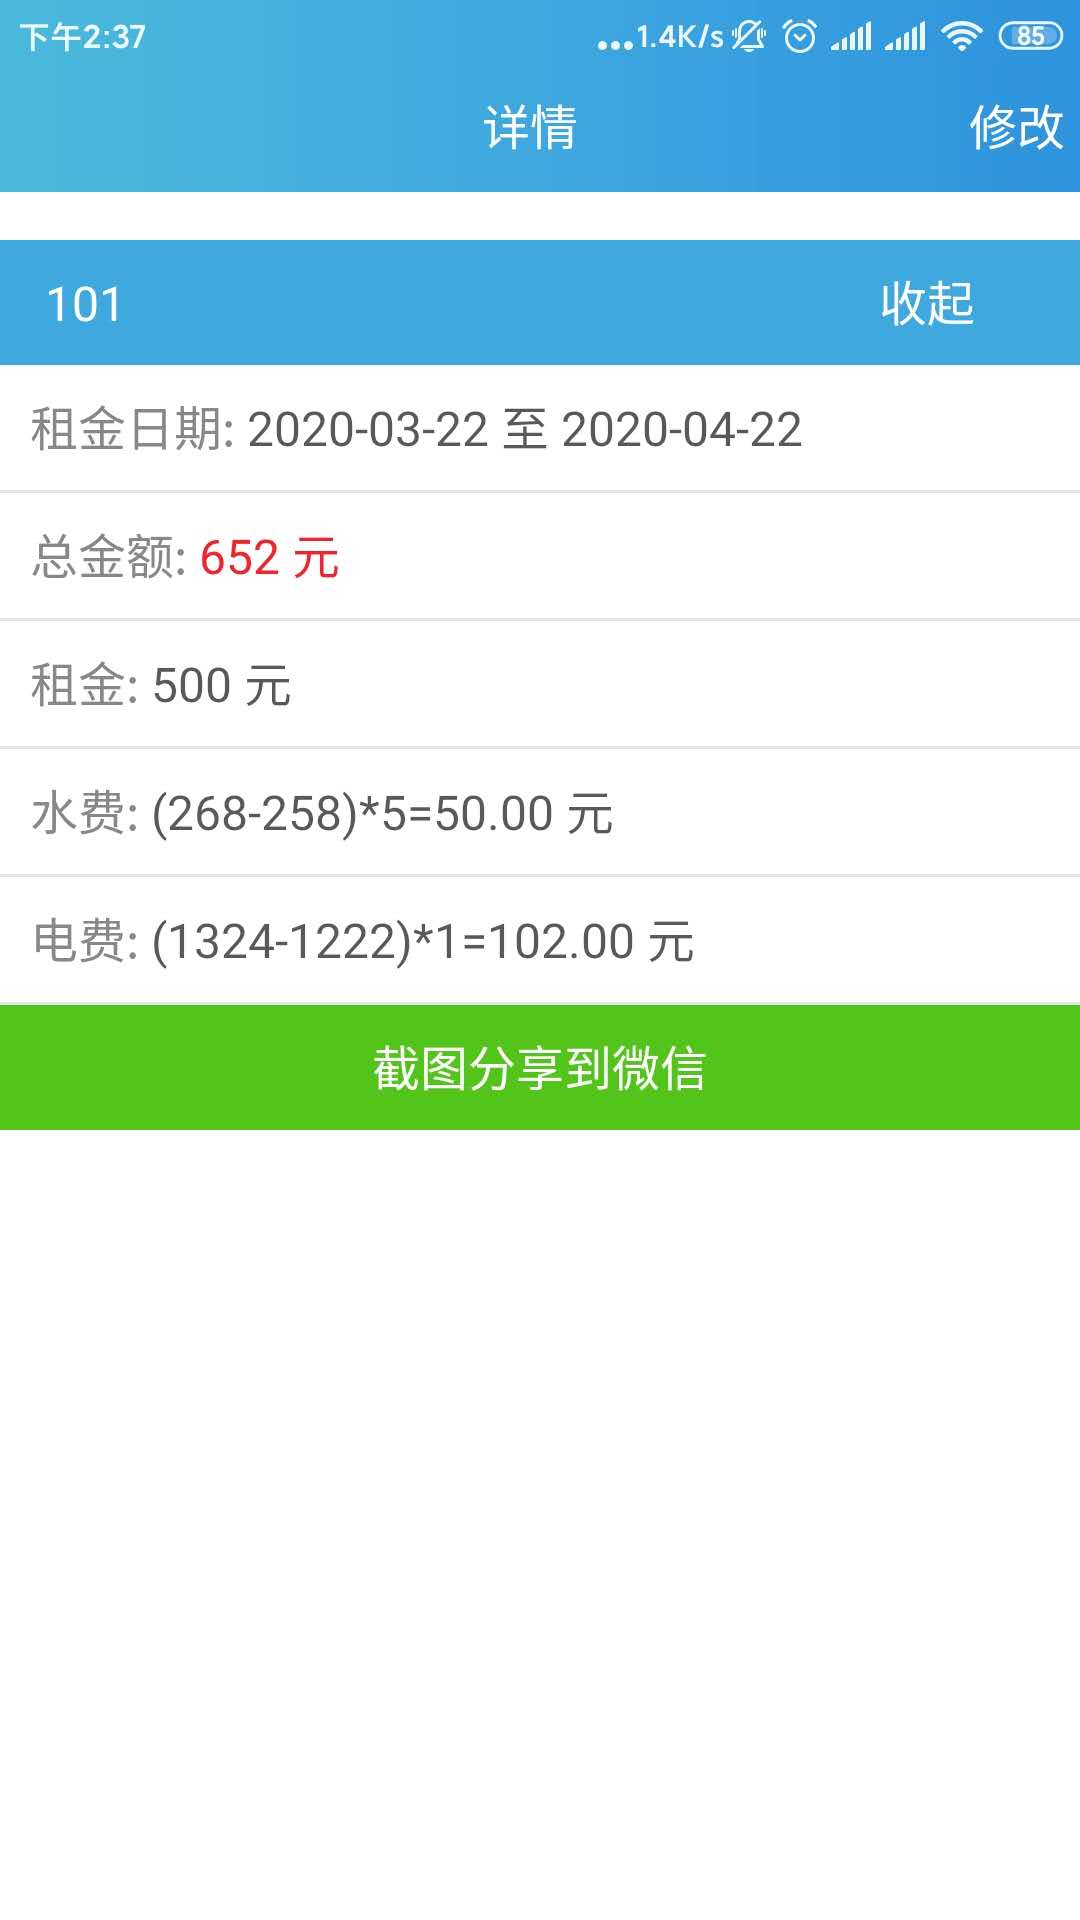 下午2:37 ...1.4K/s 85
详情 修改
101 收起
租金日期: 2020-03-22 至 2020-04-22
总金额: 652 元
租金: 500 元
水费: (268-258)*5=50.00 元
电费: (1324-1222)*1=102.00 元
截图分享到微信